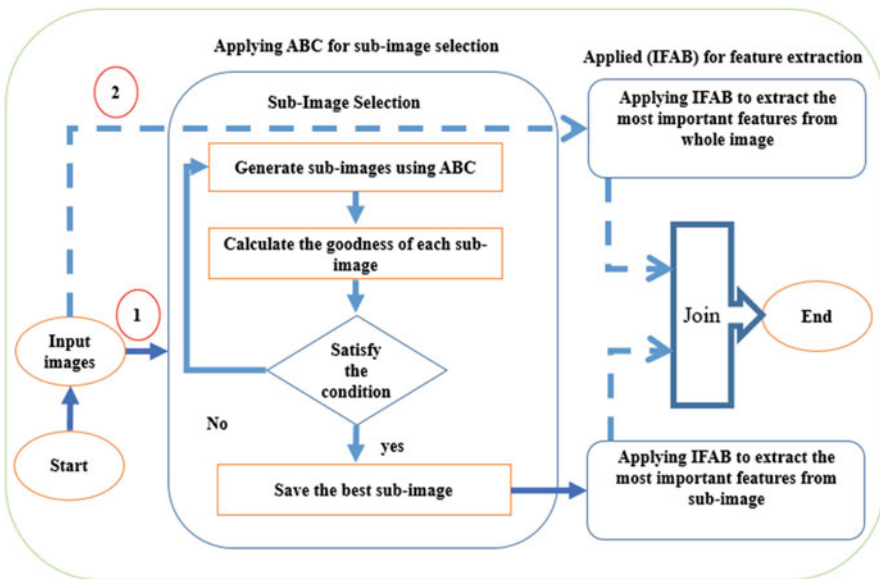 Applying ABC for sub-image selection
Applied (IFAB) for feature extraction
2
Sub-Image Selection
Applying IFAB to extract the
most important features from
whole image
Generate sub-images using ABC
Calculate the goodness of each sub-
image
1
Input
images
Satisfy
the
condition
Join
End
No
yes
Start
Save the best sub-image
Applying IFAB to extract the
most important features from
sub-image